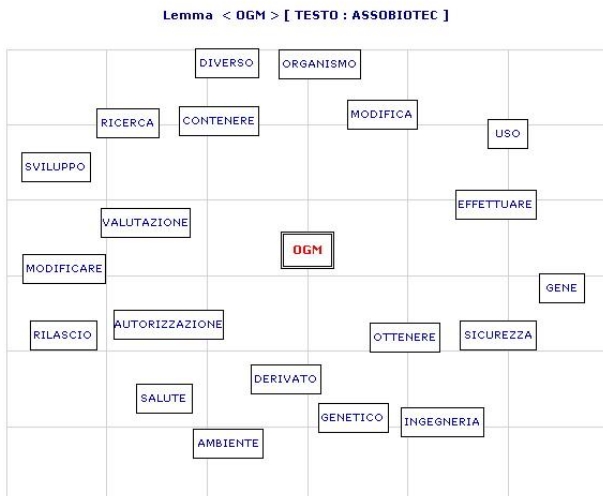 Lemma < OGM > [ TESTO : ASSOBIOTEC ]
DIVERSO
ORGANISMO
MODIFICA
RICERCA
CONTENERE
USO
SVILUPPO
EFFETTUARE
VALUTAZIONE
OGM
MODIFICARE
GENE
AUTORIZZAZIONE
RILASCIO
OTTENERE
SICUREZZA
DERIVATO
SALUTE
GENETICO
INGEGNERIA
AMBIENTE